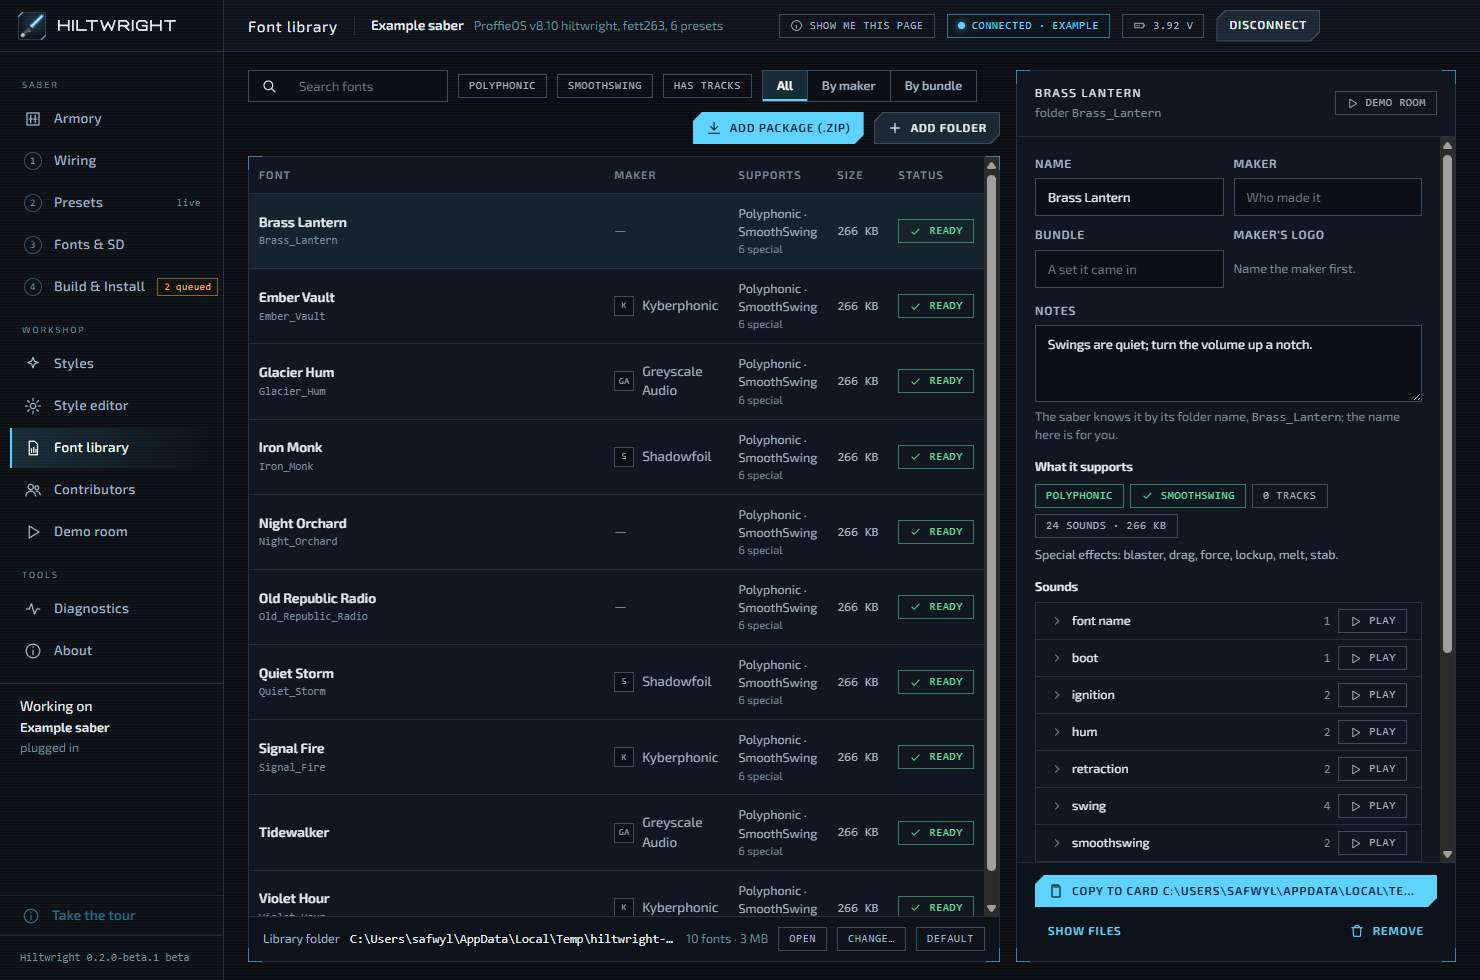 HILTWRIGHT
Font library
Example saber
ProffieOS v8.10 hiltwright, fett263, 6 presets
SHOW ME THIS PAGE
CONNECTED · EXAMPLE
3.92 V
DISCONNECT
SABER
Armory
1 Wiring
2 Presets live
3 Fonts & SD
4 Build & Install 2 queued
WORKSHOP
Styles
Style editor
Font library
Contributors
Demo room
TOOLS
Diagnostics
About
Working on
Example saber
plugged in
Take the tour
Hiltwright 0.2.0-beta.1 beta
Search fonts
POLYPHONIC
SMOOTHSWING
HAS TRACKS
All
By maker
By bundle
ADD PACKAGE (.ZIP)
ADD FOLDER
FONT MAKER SUPPORTS SIZE STATUS
Brass Lantern
Brass_Lantern
—
Polyphonic ·
SmoothSwing
6 special
266 KB
READY
Ember Vault
Ember_Vault
K Kyberphonic
Polyphonic ·
SmoothSwing
6 special
266 KB
READY
Glacier Hum
Glacier_Hum
GA Greyscale
Audio
Polyphonic ·
SmoothSwing
6 special
266 KB
READY
Iron Monk
Iron_Monk
S Shadowfoil
Polyphonic ·
SmoothSwing
6 special
266 KB
READY
Night Orchard
Night_Orchard
—
Polyphonic ·
SmoothSwing
6 special
266 KB
READY
Old Republic Radio
Old_Republic_Radio
—
Polyphonic ·
SmoothSwing
6 special
266 KB
READY
Quiet Storm
Quiet_Storm
S Shadowfoil
Polyphonic ·
SmoothSwing
6 special
266 KB
READY
Signal Fire
Signal_Fire
K Kyberphonic
Polyphonic ·
SmoothSwing
6 special
266 KB
READY
Tidewalker
GA Greyscale
Audio
Polyphonic ·
SmoothSwing
6 special
266 KB
READY
Violet Hour
Violet_Hour
K Kyberphonic
Polyphonic ·
SmoothSwing
266 KB
READY
Library folder C:\Users\safwyl\AppData\Local\Temp\hiltwright-… 10 fonts · 3 MB
OPEN
CHANGE…
DEFAULT
BRASS LANTERN
folder Brass_Lantern
DEMO ROOM
NAME
Brass Lantern
MAKER
Who made it
BUNDLE
A set it came in
MAKER'S LOGO
Name the maker first.
NOTES
Swings are quiet; turn the volume up a notch.
The saber knows it by its folder name, Brass_Lantern; the name
here is for you.
What it supports
POLYPHONIC
SMOOTHSWING
0 TRACKS
24 SOUNDS · 266 KB
Special effects: blaster, drag, force, lockup, melt, stab.
Sounds
font name 1 PLAY
boot 1 PLAY
ignition 2 PLAY
hum 2 PLAY
retraction 2 PLAY
swing 4 PLAY
smoothswing 2 PLAY
COPY TO CARD C:\USERS\SAFWYL\APPDATA\LOCAL\TE...
SHOW FILES
REMOVE